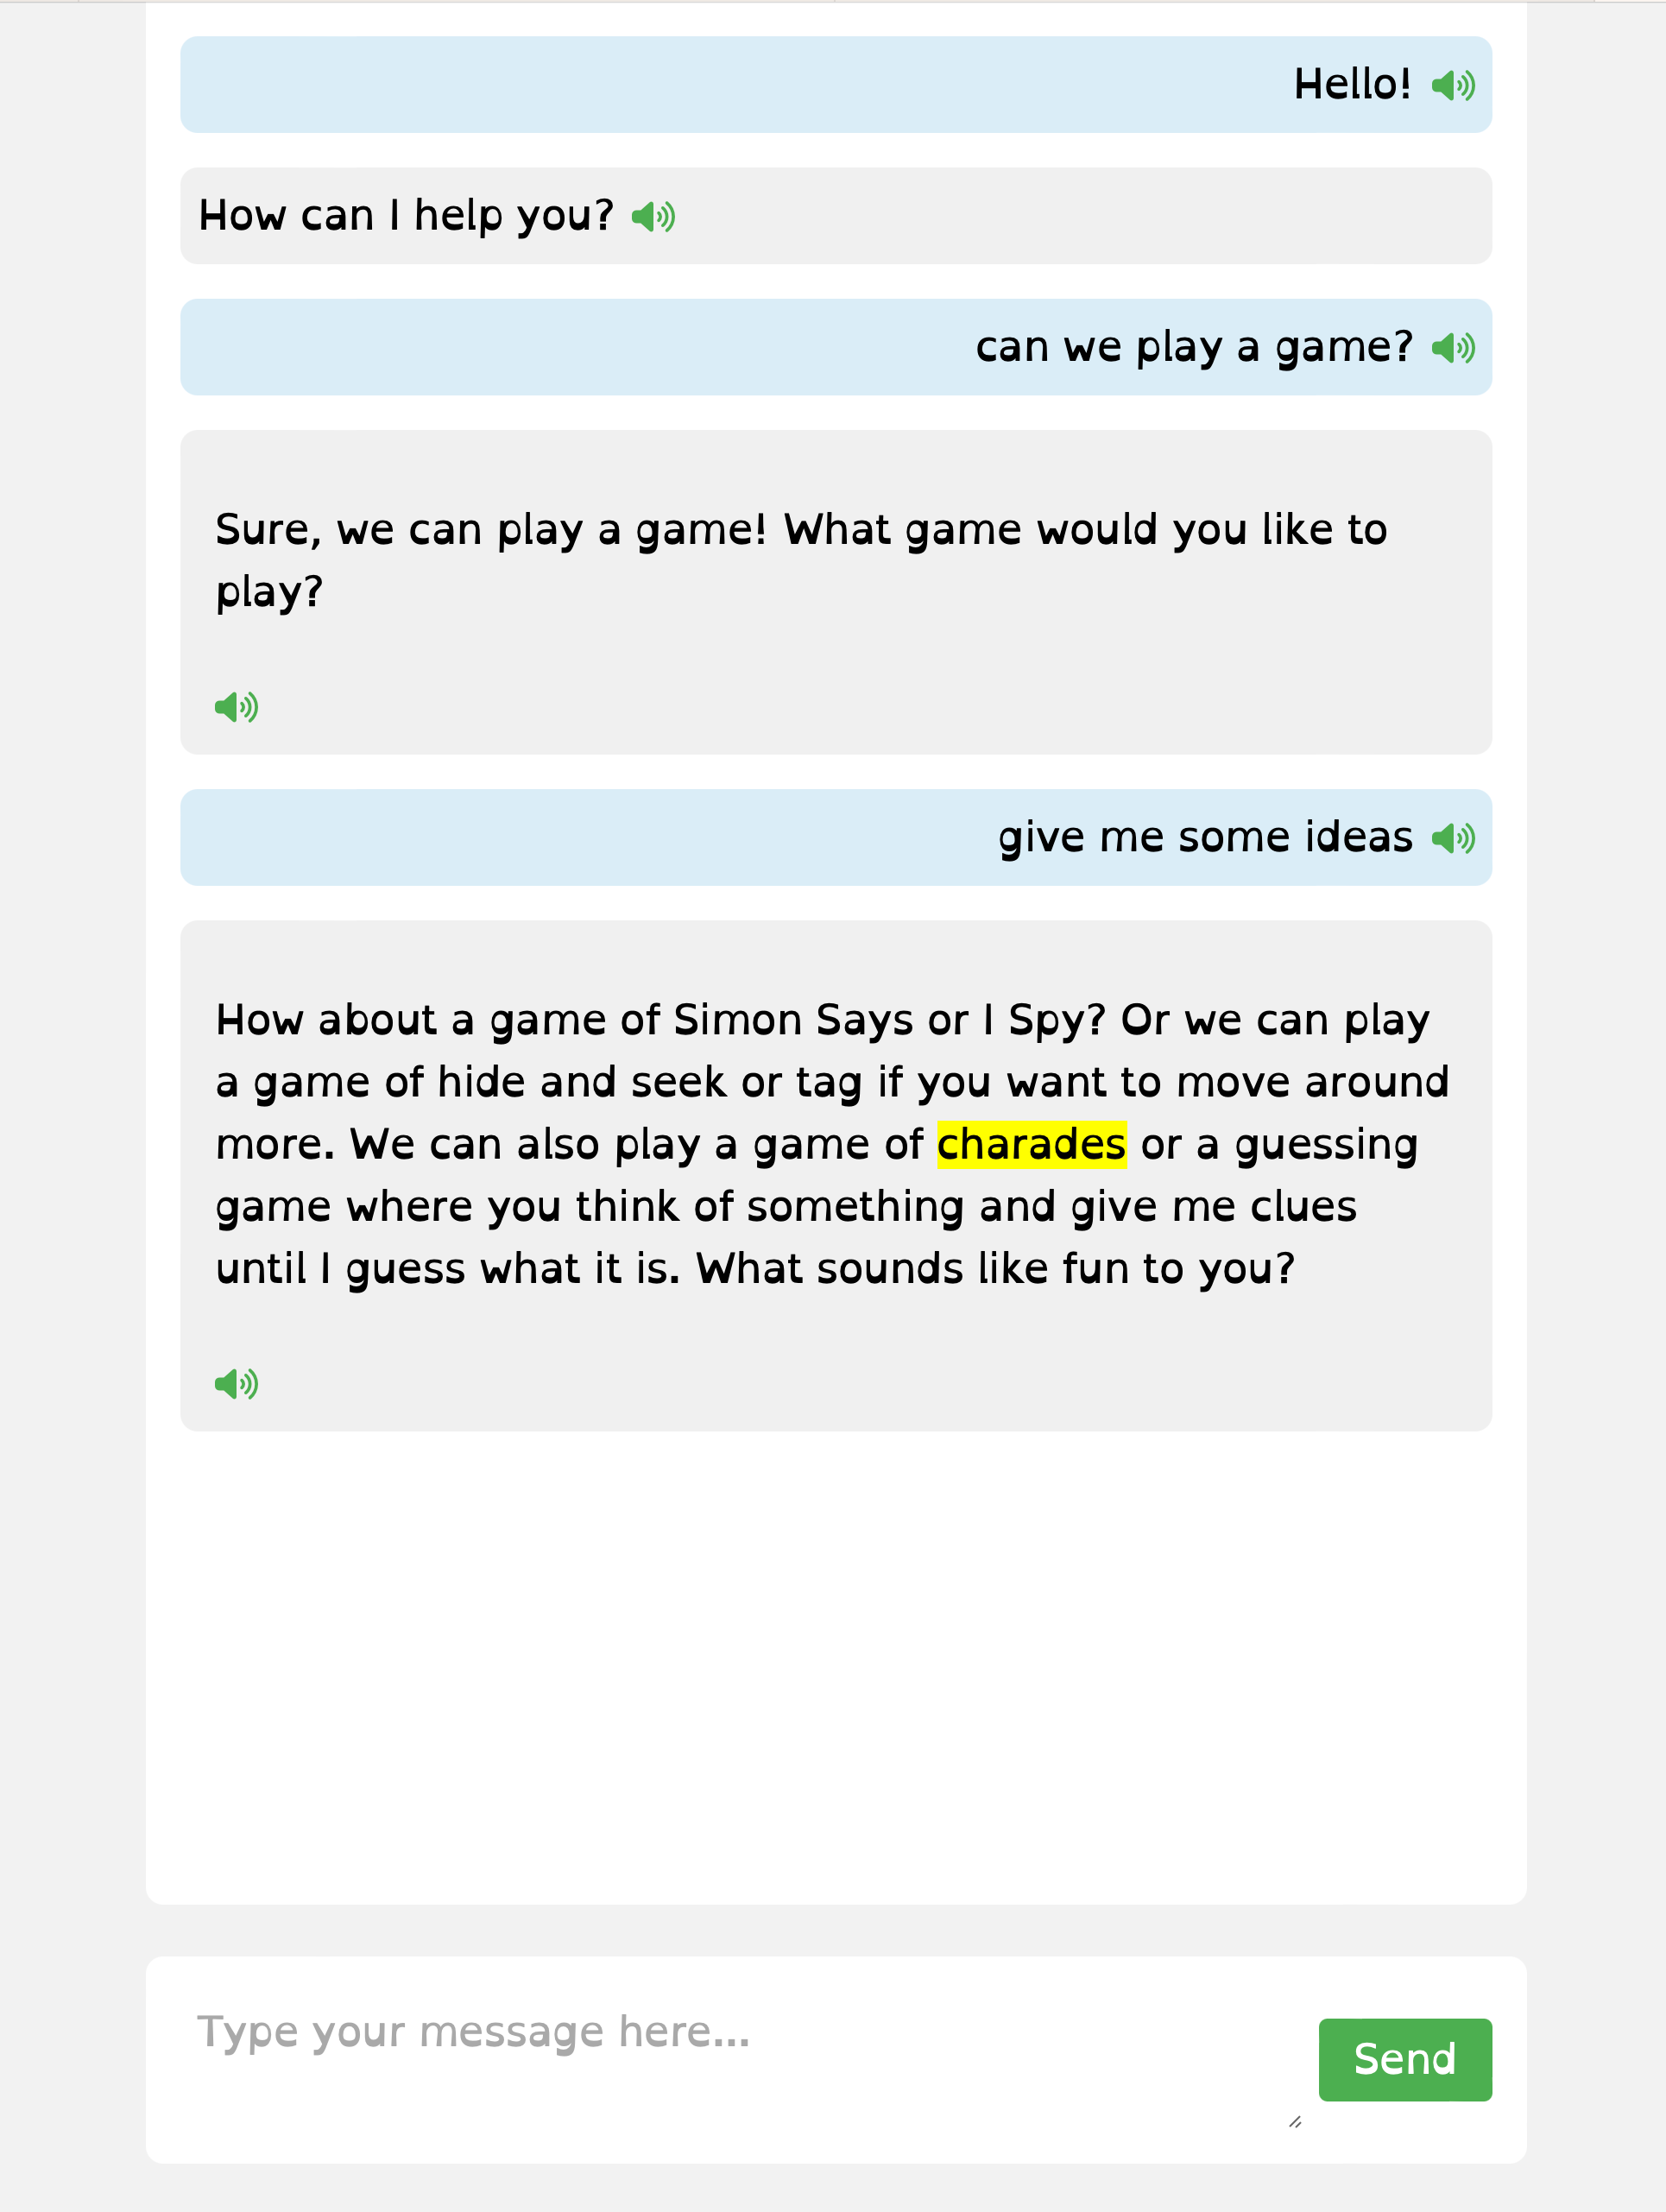 Hello!
How can I help you?
can we play a game?
Sure, we can play a game! What game would you like to
play?
give me some ideas
How about a game of Simon Says or I Spy? Or we can play
a game of hide and seek or tag if you want to move around
more. We can also play a game of charades or a guessing
game where you think of something and give me clues
until I guess what it is. What sounds like fun to you?
Type your message here...
Send